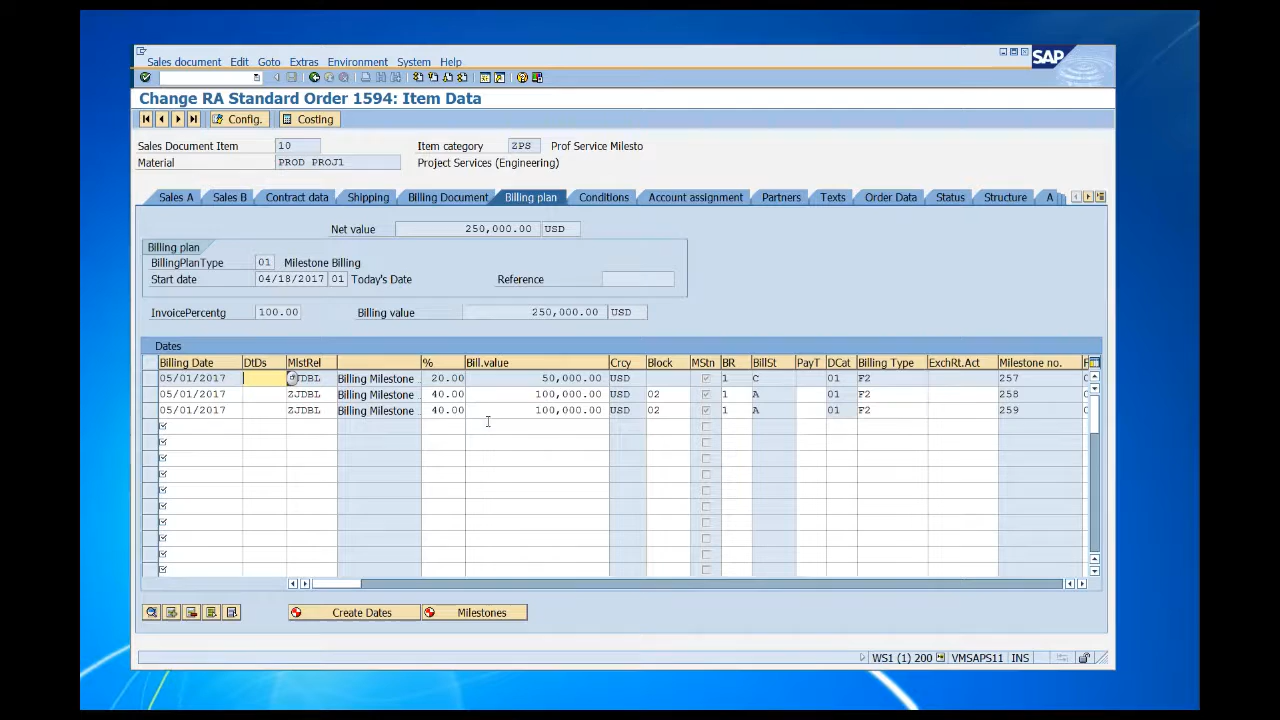 Sales document Edit Goto Extras Environment System Help
SAP
Change RA Standard Order 1594: Item Data
Config. Costing
Sales Document Item 10 Item category ZPS Prof Service Milesto
Material PROD PROJ1 Project Services (Engineering)
Sales A Sales B Contract data Shipping Billing Document Billing plan Conditions Account assignment Partners Texts Order Data Status Structure A
Net value 250,000.00 USD
Billing plan
BillingPlanType 01 Milestone Billing
Start date 04/18/2017 01 Today's Date Reference
InvoicePercentg 100.00 Billing value 250,000.00 USD
Dates
Billing Date DtDs MlstRel % Bill.value Crcy Block MStn BR BillSt PayT DCat Billing Type ExchRt.Act Milestone no.
05/01/2017 JDBL Billing Milestone 20.00 50,000.00 USD 1 C 01 F2 257
05/01/2017 ZJDBL Billing Milestone 40.00 100,000.00 USD 02 1 A 01 F2 258
05/01/2017 ZJDBL Billing Milestone 40.00 100,000.00 USD 02 1 A 01 F2 259
Create Dates Milestones
WS1 (1) 200 VMSAPS11 INS